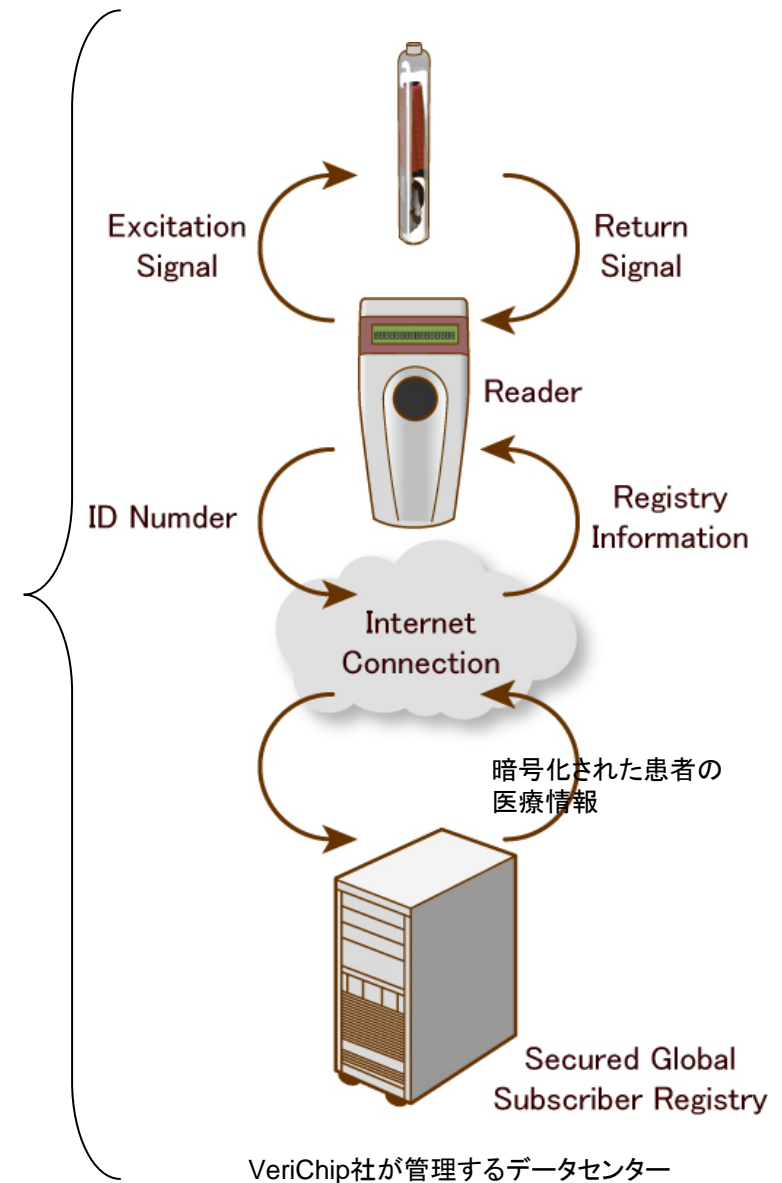 Excitation
Signal
Return
Signal
Reader
ID Numder
Registry
Information
Internet
Connection
暗号化された患者の
医療情報
Secured Global
Subscriber Registry
VeriChip社が管理するデータセンター